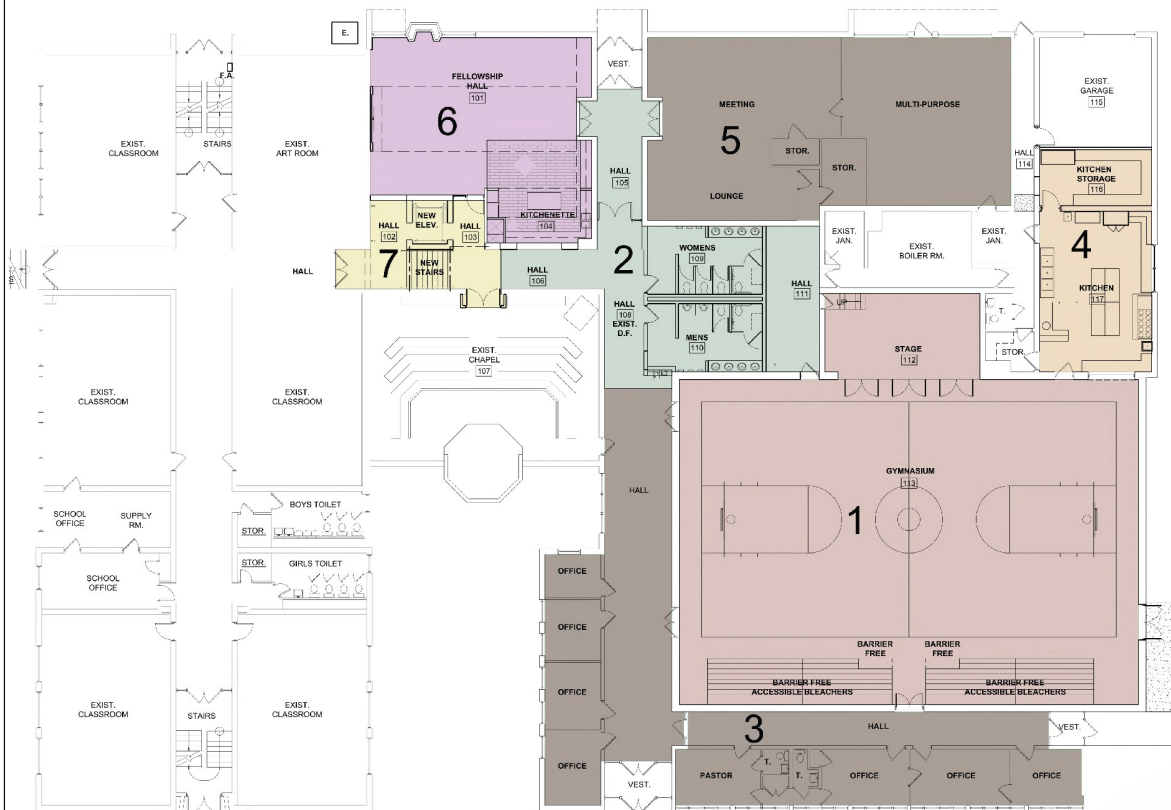 E.
VEST.
F.A.
FELLOWSHIP
HALL
101
6
MEETING
MULTI-PURPOSE
EXIST.
GARAGE
115
EXIST.
CLASSROOM
STAIRS
EXIST.
ART ROOM
5
STOR.
STOR.
HALL
114
HALL
105
KITCHEN
STORAGE
116
LOUNGE
KITCHENETTE
104
HALL
102
NEW
ELEV.
HALL
103
EXIST.
JAN.
EXIST.
BOILER RM.
EXIST.
JAN.
4
WOMENS
109
HALL
7
NEW
STAIRS
HALL
106
2
HALL
111
KITCHEN
117
HALL
108
EXIST.
D.F.
UP
T.
MENS
110
STAGE
112
STOR.
EXIST.
CHAPEL
107
EXIST.
CLASSROOM
EXIST.
CLASSROOM
GYMNASIUM
113
1
HALL
BOYS TOILET
SCHOOL
OFFICE
SUPPLY
RM.
STOR.
STOR.
GIRLS TOILET
SCHOOL
OFFICE
OFFICE
OFFICE
OFFICE
OFFICE
BARRIER
FREE
BARRIER
FREE
BARRIER FREE
ACCESSIBLE BLEACHERS
BARRIER FREE
ACCESSIBLE BLEACHERS
EXIST.
CLASSROOM
STAIRS
EXIST.
CLASSROOM
3
HALL
VEST.
VEST.
PASTOR
T.
T.
OFFICE
OFFICE
OFFICE